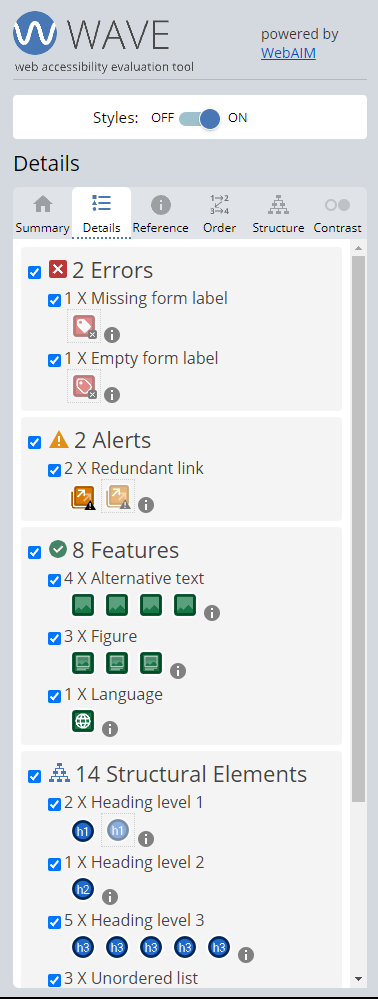 WAVE
web accessibility evaluation tool
powered by
WebAIM
Styles: OFF ON
Details
Summary Details Reference Order Structure Contrast
2 Errors
1 X Missing form label
1 X Empty form label
2 Alerts
2 X Redundant link
8 Features
4 X Alternative text
3 X Figure
1 X Language
14 Structural Elements
2 X Heading level 1
h1 h1
1 X Heading level 2
h2
5 X Heading level 3
h3 h3 h3 h3 h3
3 X Unordered list